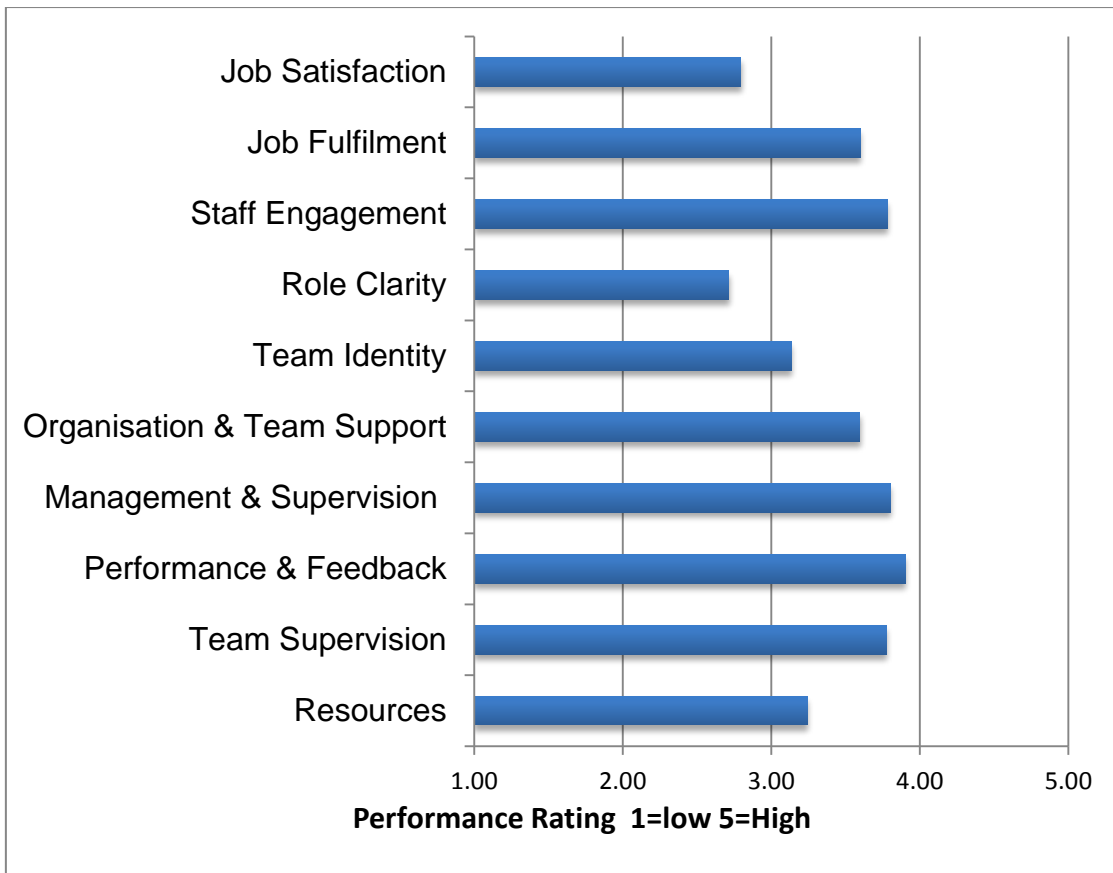 Job Satisfaction
Job Fulfilment
Staff Engagement
Role Clarity
Team Identity
Organisation & Team Support
Management & Supervision
Performance & Feedback
Team Supervision
Resources
1.00 2.00 3.00 4.00 5.00
Performance Rating 1=low 5=High